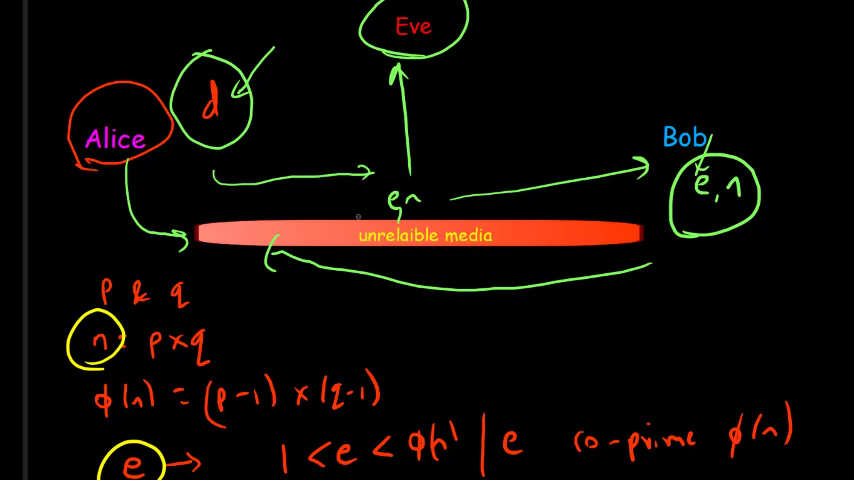 Eve
d
Alice
Bob
e, n
e,n
unrelaible media
p & q
n = p×q
ϕ(n) = (p-1) × (q-1)
e → 1 < e < ϕ(n) | e co-prime ϕ(n)